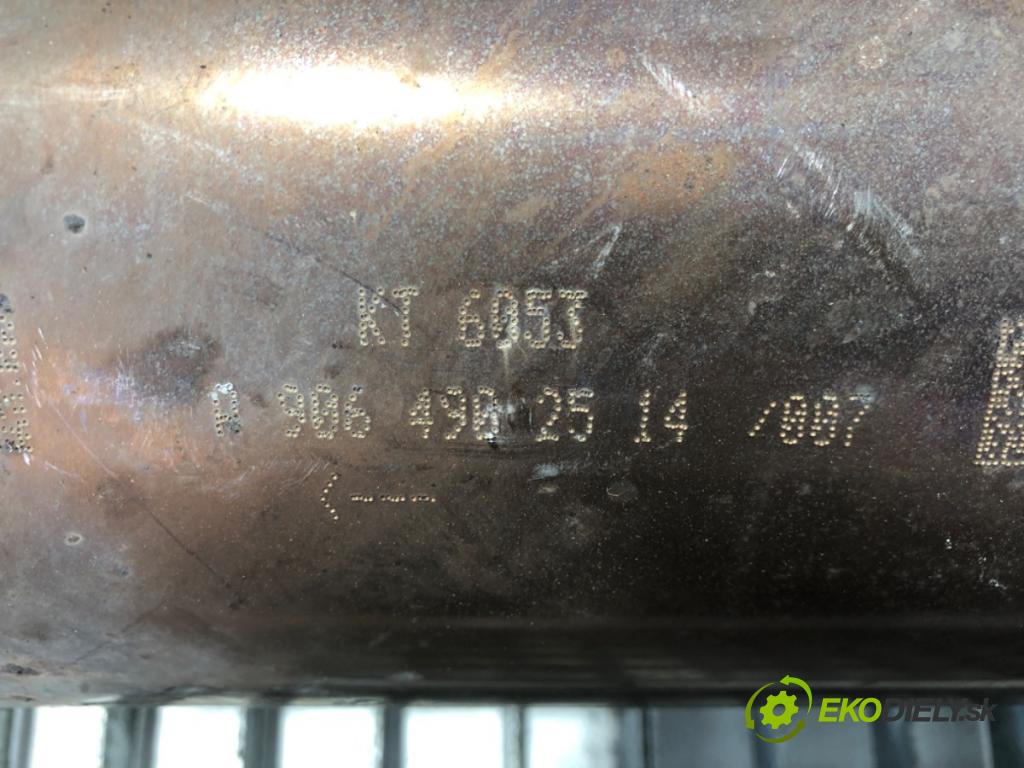 KT 6053
A 906 490 25 14 /007
<---
EKODIELY.sk